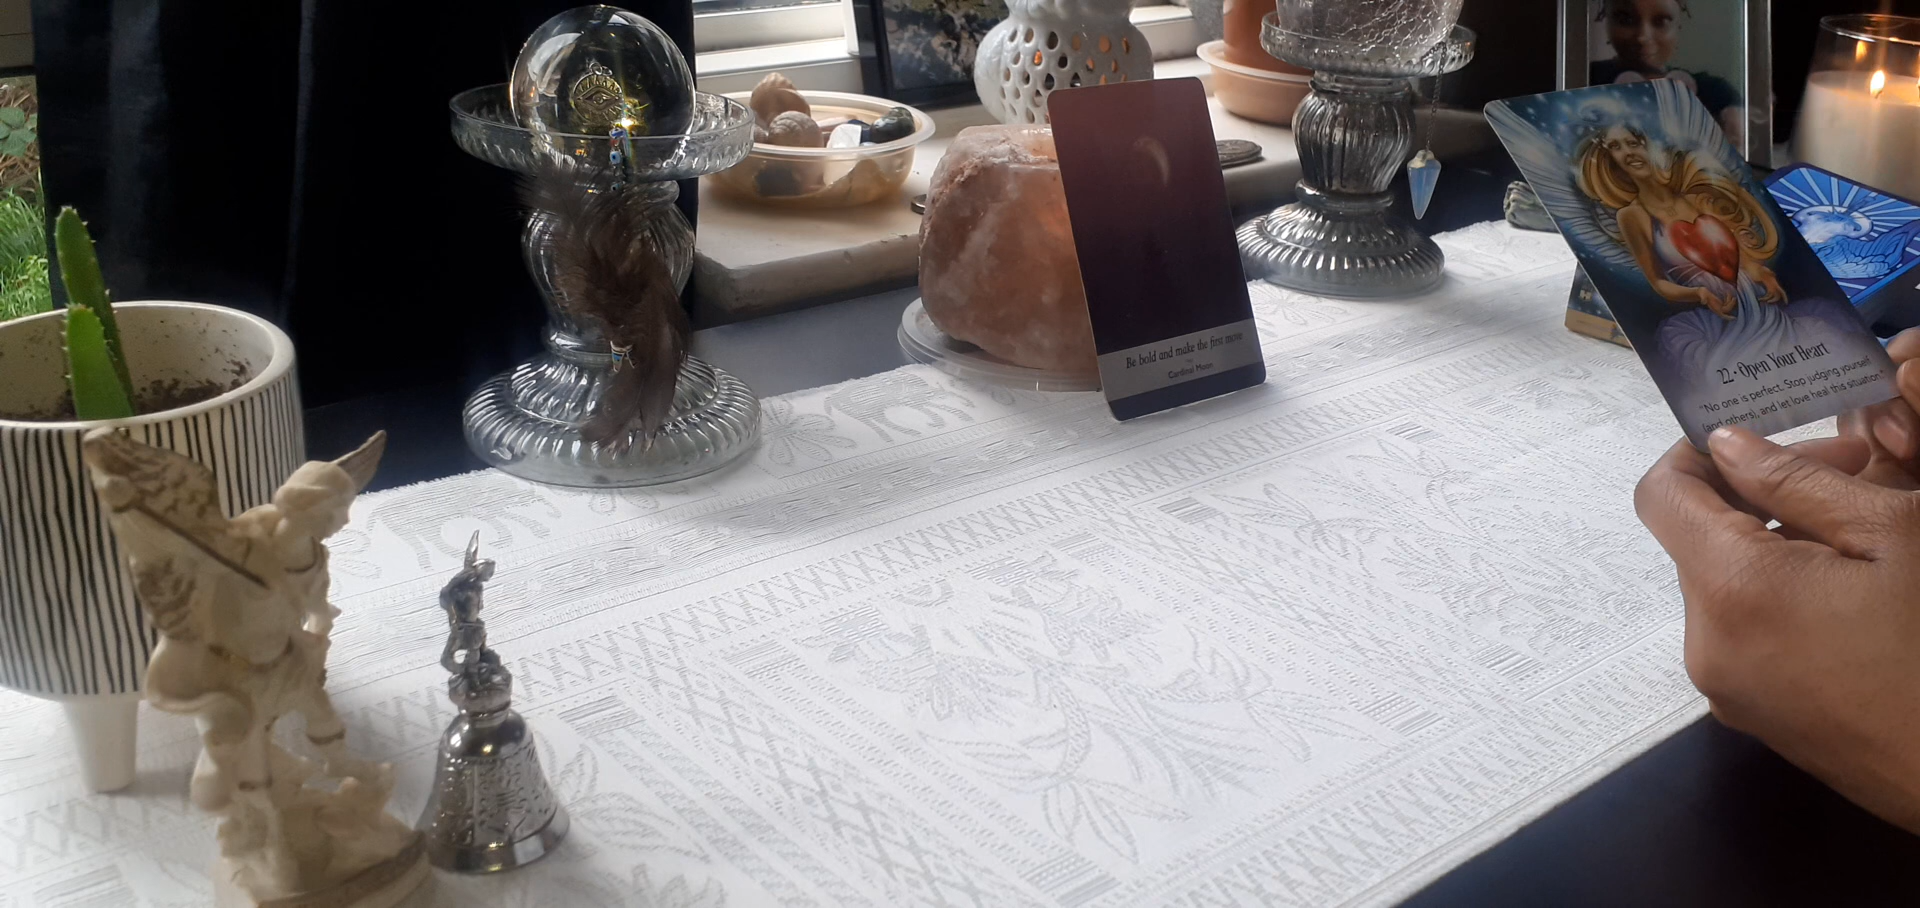 Be bold and make the first move
Cardinal Moon
22 · Open Your Heart
"No one is perfect. Stop judging yourself
(and others), and let love heal this situation."